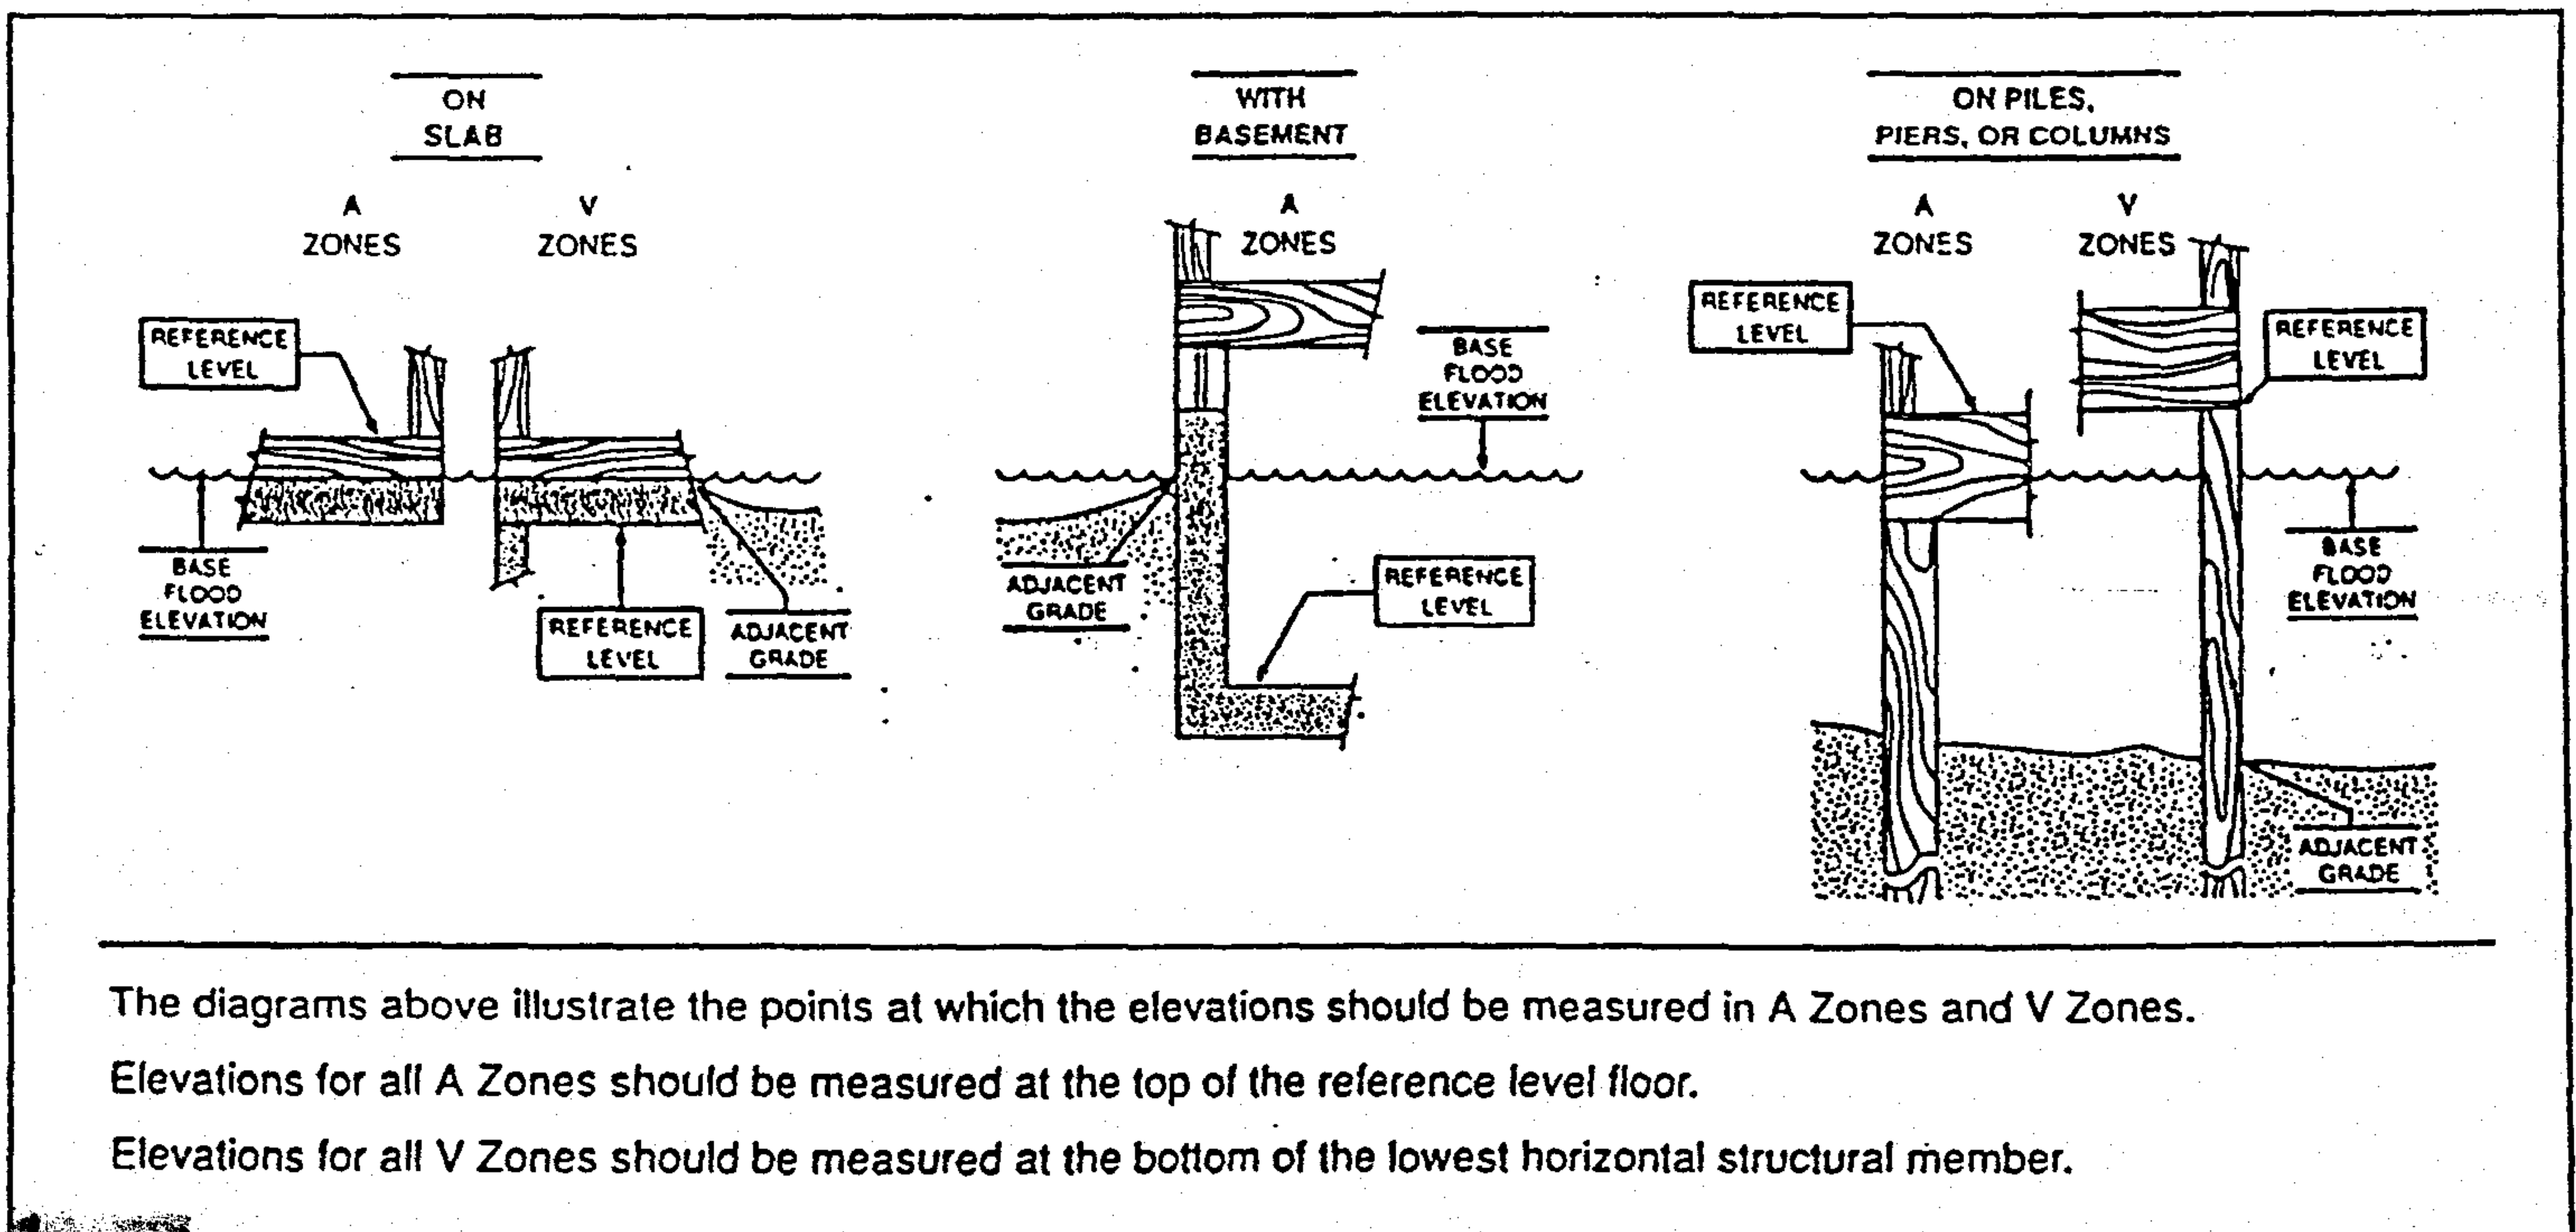 ON
SLAB
A
ZONES
V
ZONES
REFERENCE
LEVEL
BASE
FLOOD
ELEVATION
REFERENCE
LEVEL
ADJACENT
GRADE
WITH
BASEMENT
A
ZONES
BASE
FLOOD
ELEVATION
ADJACENT
GRADE
REFERENCE
LEVEL
ON PILES,
PIERS, OR COLUMNS
A
ZONES
V
ZONES
REFERENCE
LEVEL
REFERENCE
LEVEL
BASE
FLOOD
ELEVATION
ADJACENT
GRADE
The diagrams above illustrate the points at which the elevations should be measured in A Zones and V Zones.
Elevations for all A Zones should be measured at the top of the reference level floor.
Elevations for all V Zones should be measured at the bottom of the lowest horizontal structural member.